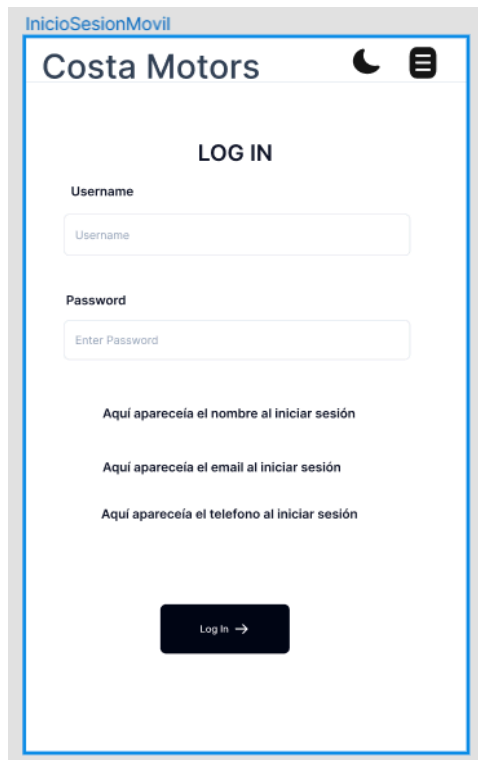 InicioSesionMovil
Costa Motors
LOG IN
Username
Username
Password
Enter Password
Aquí apareceía el nombre al iniciar sesión
Aquí apareceía el email al iniciar sesión
Aquí apareceía el telefono al iniciar sesión
Log In →